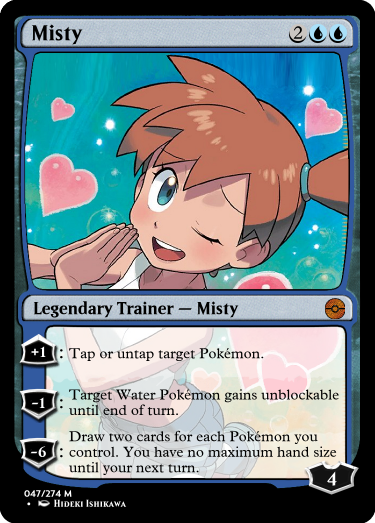 Misty 2
Legendary Trainer — Misty
+1 : Tap or untap target Pokémon.
-1 : Target Water Pokémon gains unblockable
until end of turn.
-6 : Draw two cards for each Pokémon you
control. You have no maximum hand size
until your next turn.
4
047/274 M
• Hideki Ishikawa